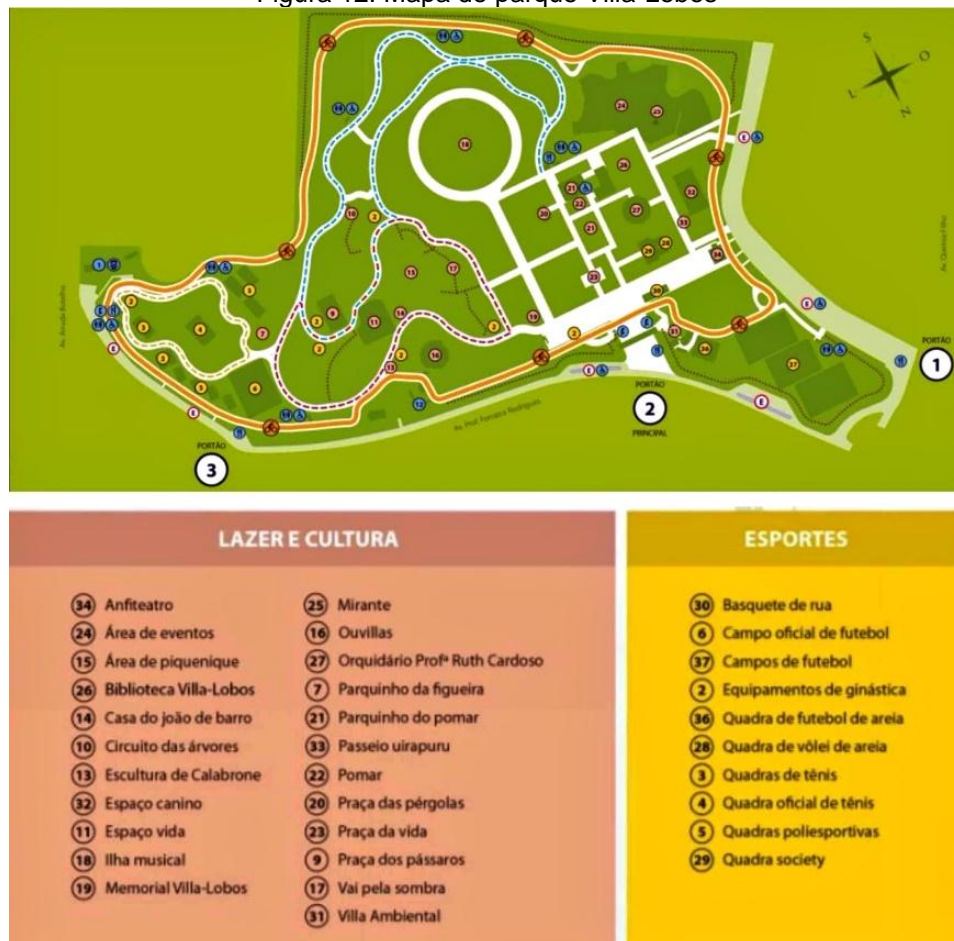 Figura 12: Mapa do parque Villa-Lobos
S
O
L
N
Av. Queiroz Filho
Av. Prof. Fonseca Rodrigues
PORTÃO
1
PORTÃO
2
PRINCIPAL
PORTÃO
3
LAZER E CULTURA
34 Anfiteatro
24 Área de eventos
15 Área de piquenique
26 Biblioteca Villa-Lobos
14 Casa do joão de barro
10 Circuito das árvores
13 Escultura de Calabrone
32 Espaço canino
11 Espaço vida
18 Ilha musical
19 Memorial Villa-Lobos
25 Mirante
16 Ouvillas
27 Orquidário Profª Ruth Cardoso
7 Parquinho da figueira
21 Parquinho do pomar
33 Passeio uirapuru
22 Pomar
20 Praça das pérgolas
23 Praça da vida
9 Praça dos pássaros
17 Vai pela sombra
31 Villa Ambiental
ESPORTES
30 Basquete de rua
6 Campo oficial de futebol
37 Campos de futebol
2 Equipamentos de ginástica
36 Quadra de futebol de areia
28 Quadra de vôlei de areia
3 Quadras de tênis
4 Quadra oficial de tênis
5 Quadras poliesportivas
29 Quadra society